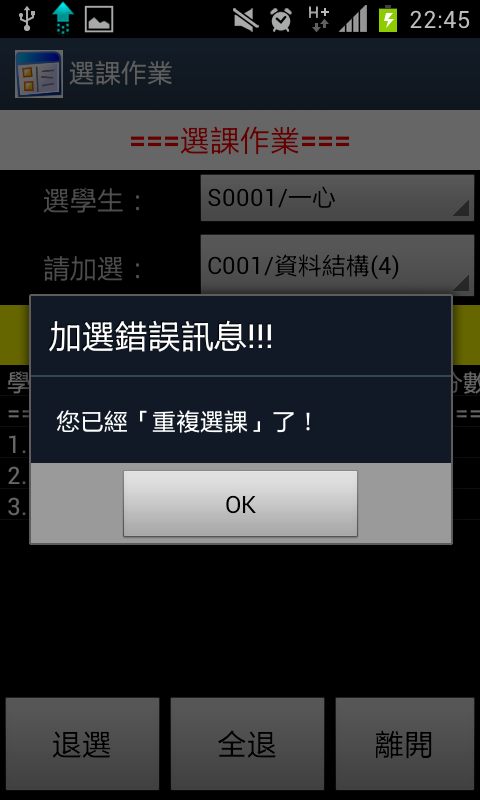 H+ 22:45
選課作業
===選課作業===
選學生： S0001/一心
請加選： C001/資料結構(4)
加選錯誤訊息!!!
學 分數
您已經「重複選課」了！
== ==
1.
2.
3.
OK
退選 全退 離開